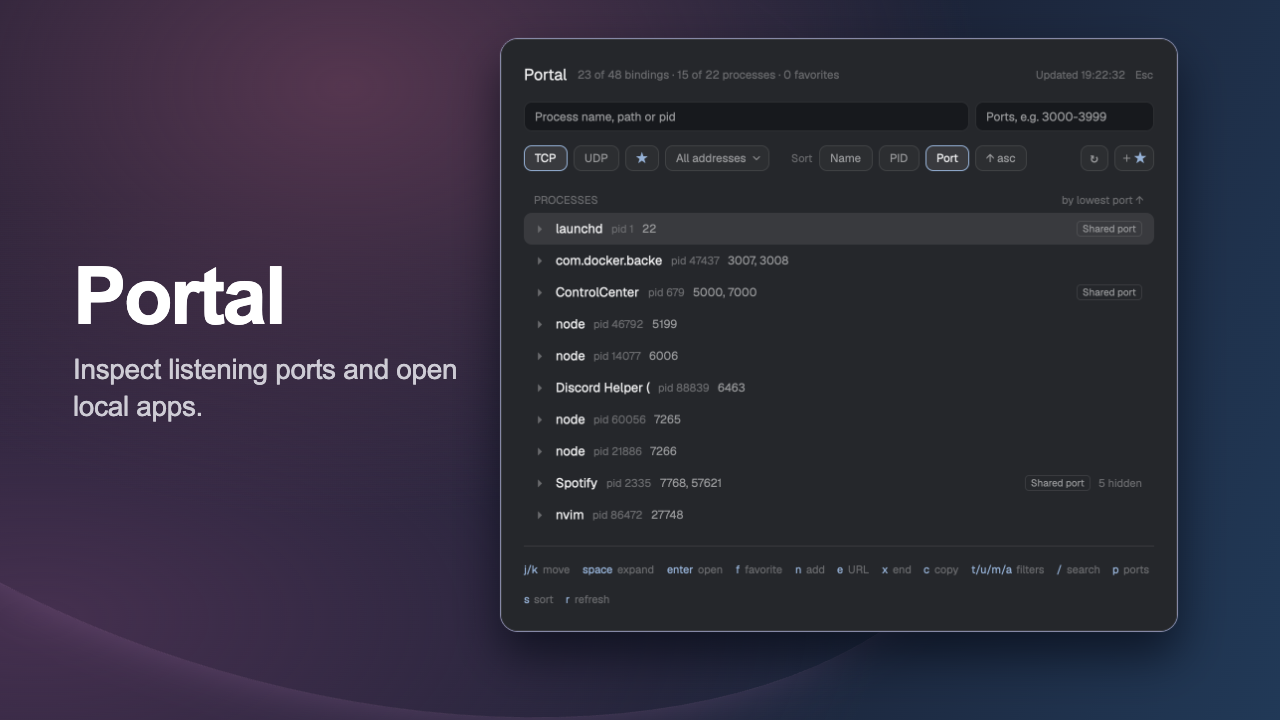 Portal
Inspect listening ports and open
local apps.
Portal 23 of 48 bindings · 15 of 22 processes · 0 favorites Updated 19:22:32 Esc
Process name, path or pid Ports, e.g. 3000-3999
TCP UDP ★ All addresses Sort Name PID Port ↑ asc ↻ + ★
PROCESSES by lowest port ↑
launchd pid 1 22 Shared port
com.docker.backe pid 47437 3007, 3008
ControlCenter pid 679 5000, 7000 Shared port
node pid 46792 5199
node pid 14077 6006
Discord Helper ( pid 88839 6463
node pid 60056 7265
node pid 21886 7266
Spotify pid 2335 7768, 57621 Shared port 5 hidden
nvim pid 86472 27748
j/k move space expand enter open f favorite n add e URL x end c copy t/u/m/a filters / search p ports
s sort r refresh